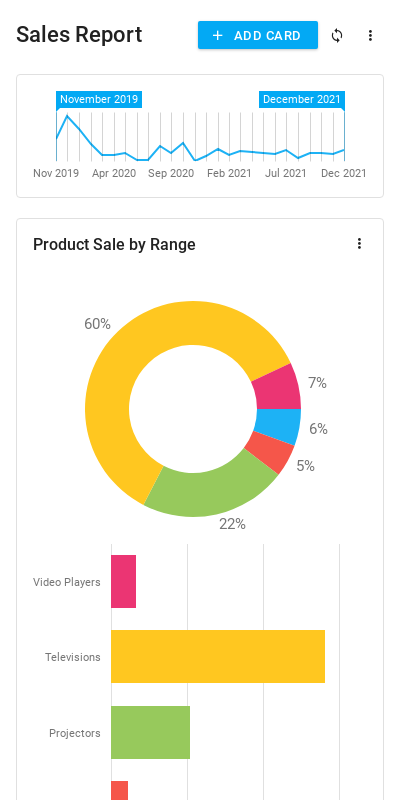 Sales Report
+ ADD CARD
November 2019
December 2021
Nov 2019 Apr 2020 Sep 2020 Feb 2021 Jul 2021 Dec 2021
Product Sale by Range
60%
7%
6%
5%
22%
Video Players
Televisions
Projectors